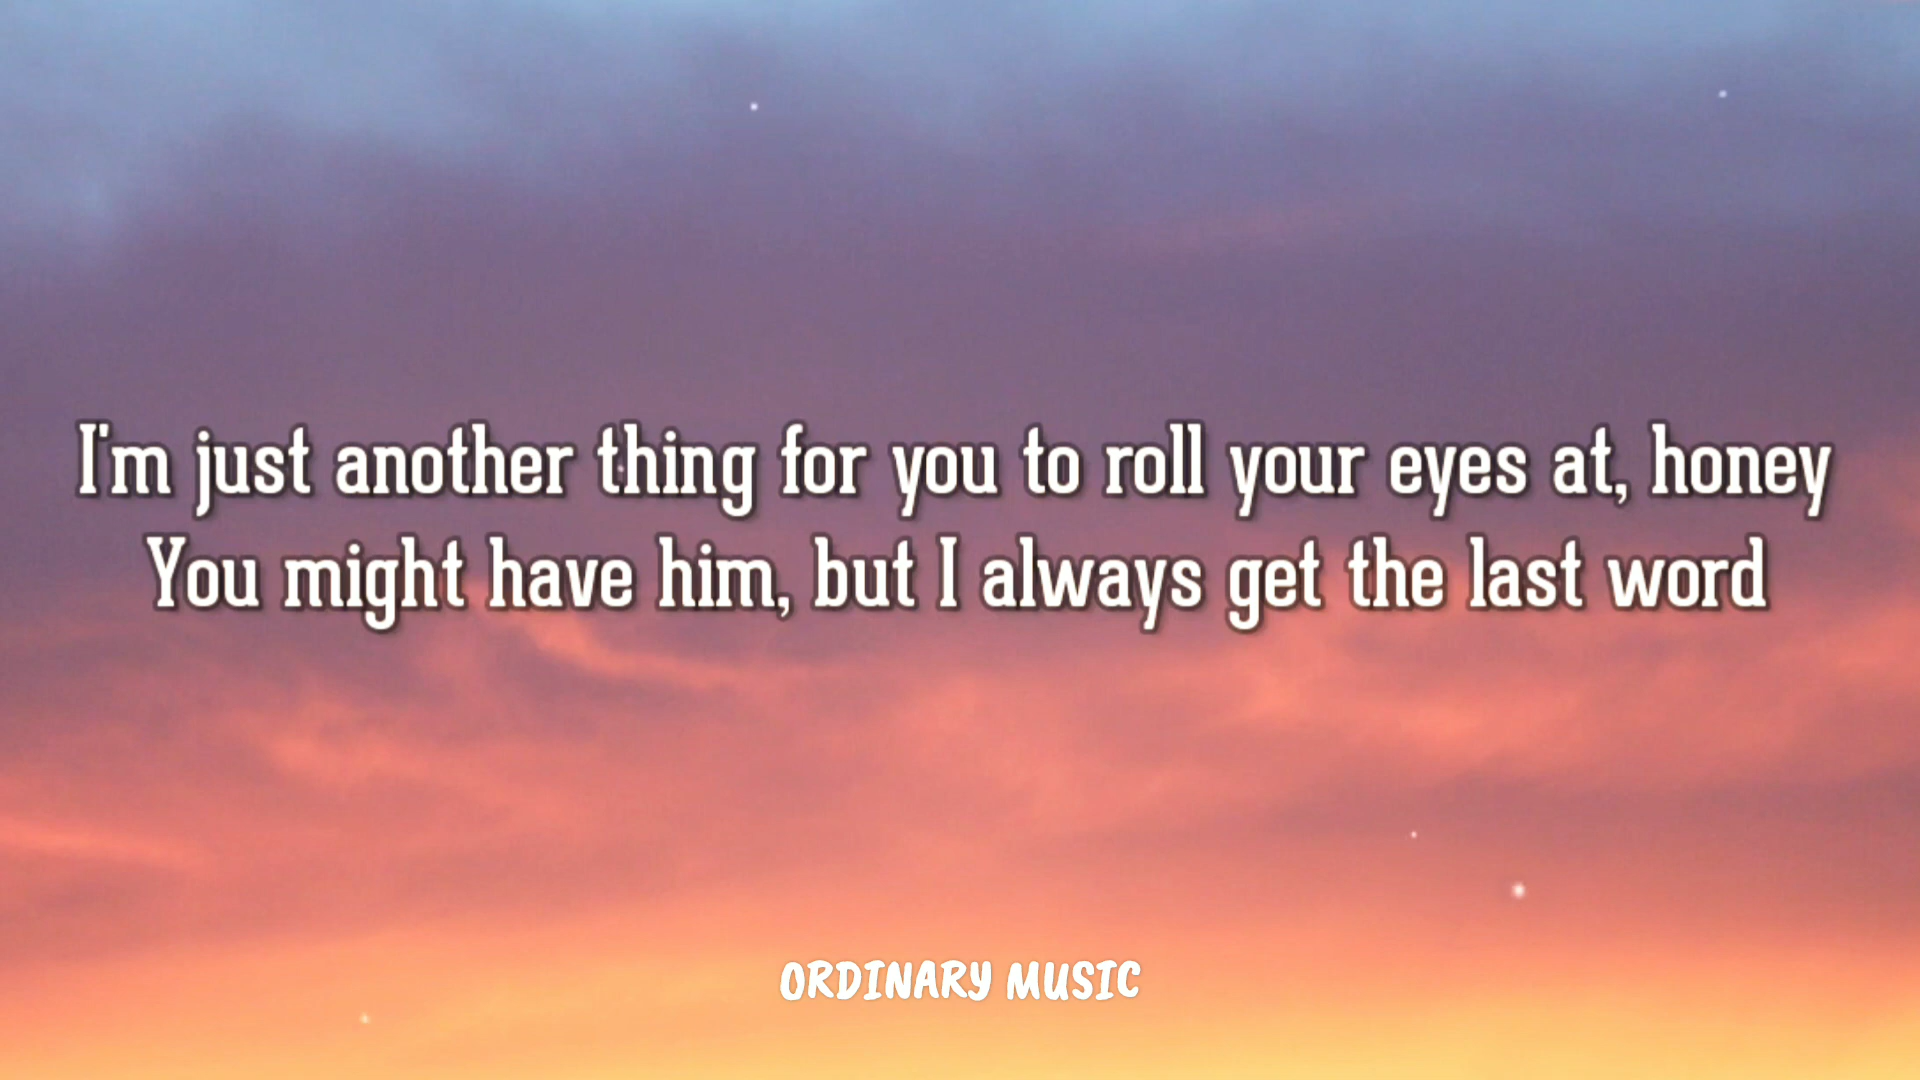 I'm just another thing for you to roll your eyes at, honey
You might have him, but I always get the last word
ORDINARY MUSIC